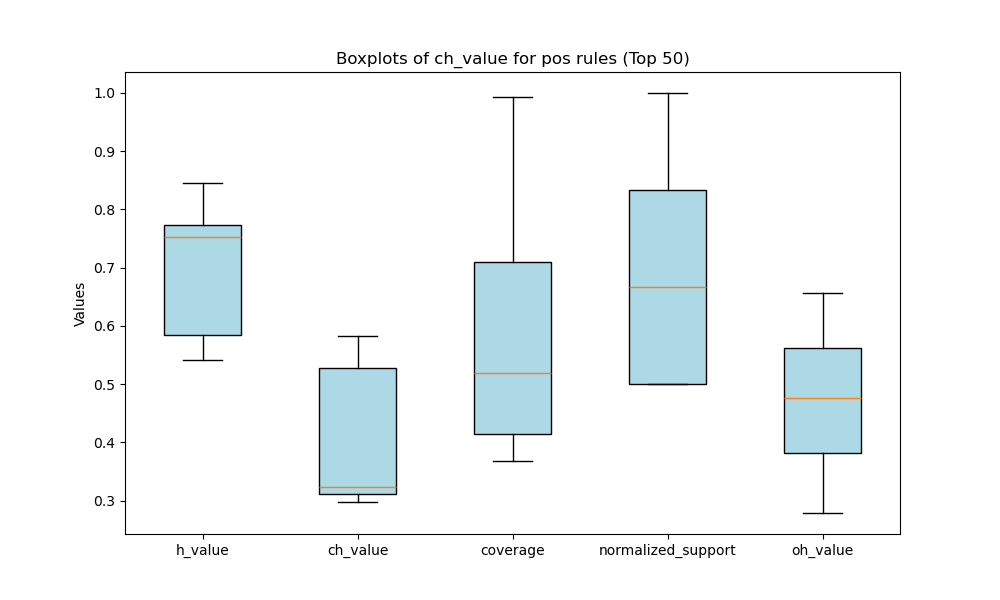 Boxplots of ch_value for pos rules (Top 50)
Values
1.0
0.9
0.8
0.7
0.6
0.5
0.4
0.3
h_value
ch_value
coverage
normalized_support
oh_value